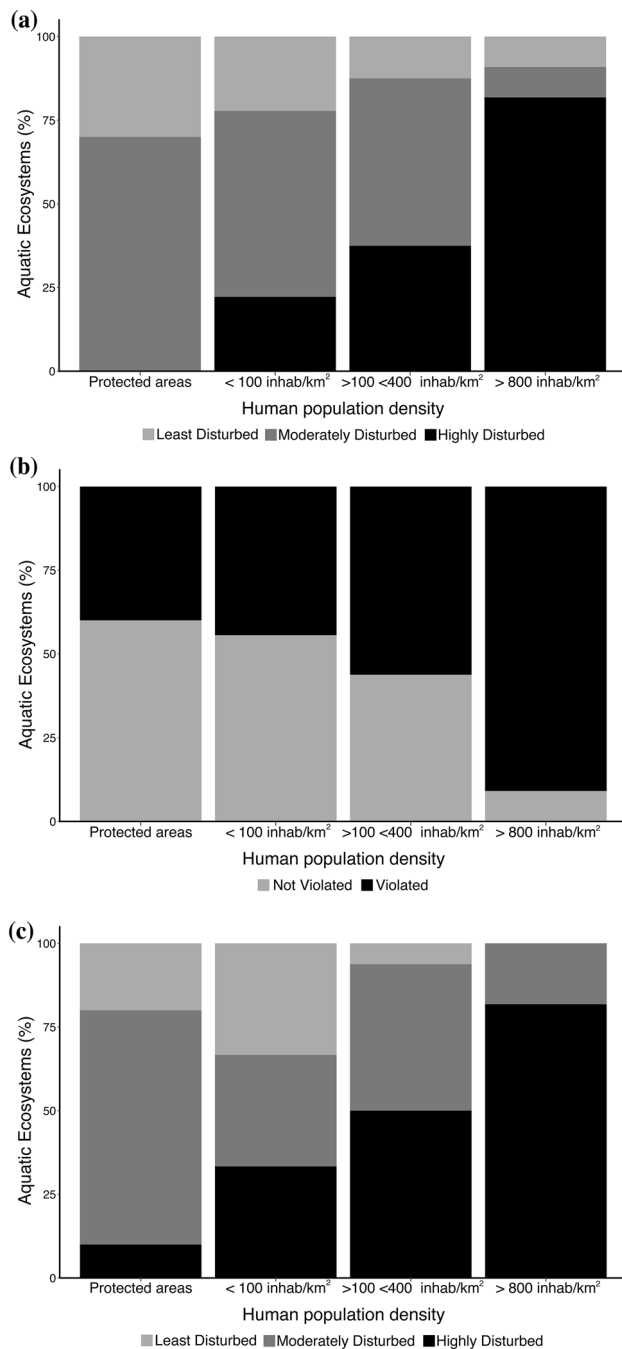 (a)
Aquatic Ecosystems (%)
100
75
50
25
0
Protected areas < 100 inhab/km² >100 <400 inhab/km² > 800 inhab/km²
Human population density
Least Disturbed Moderately Disturbed Highly Disturbed
(b)
Aquatic Ecosystems (%)
100
75
50
25
0
Protected areas < 100 inhab/km² >100 <400 inhab/km² > 800 inhab/km²
Human population density
Not Violated Violated
(c)
Aquatic Ecosystems (%)
100
75
50
25
0
Protected areas < 100 inhab/km² >100 <400 inhab/km² > 800 inhab/km²
Human population density
Least Disturbed Moderately Disturbed Highly Disturbed